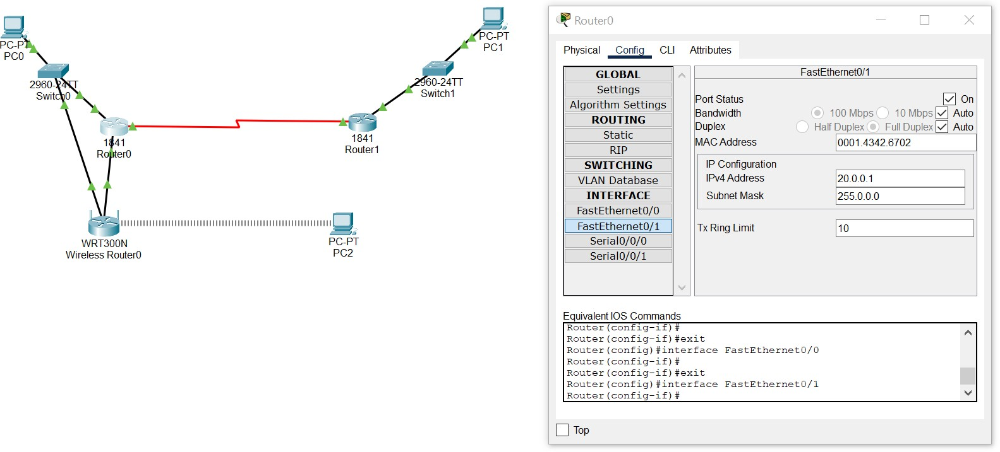 PC-PT
PC0
2960-24TT
Switch0
1841
Router0
WRT300N
Wireless Router0
PC-PT
PC1
2960-24TT
Switch1
1841
Router1
PC-PT
PC2
Router0
Physical Config CLI Attributes
GLOBAL
Settings
Algorithm Settings
ROUTING
Static
RIP
SWITCHING
VLAN Database
INTERFACE
FastEthernet0/0
FastEthernet0/1
Serial0/0/0
Serial0/0/1
FastEthernet0/1
Port Status On
Bandwidth 100 Mbps 10 Mbps Auto
Duplex Half Duplex Full Duplex Auto
MAC Address 0001.4342.6702
IP Configuration
IPv4 Address 20.0.0.1
Subnet Mask 255.0.0.0
Tx Ring Limit 10
Equivalent IOS Commands
Router(config-if)#
Router(config-if)#exit
Router(config)#interface FastEthernet0/0
Router(config-if)#
Router(config-if)#exit
Router(config)#interface FastEthernet0/1
Router(config-if)#
Top